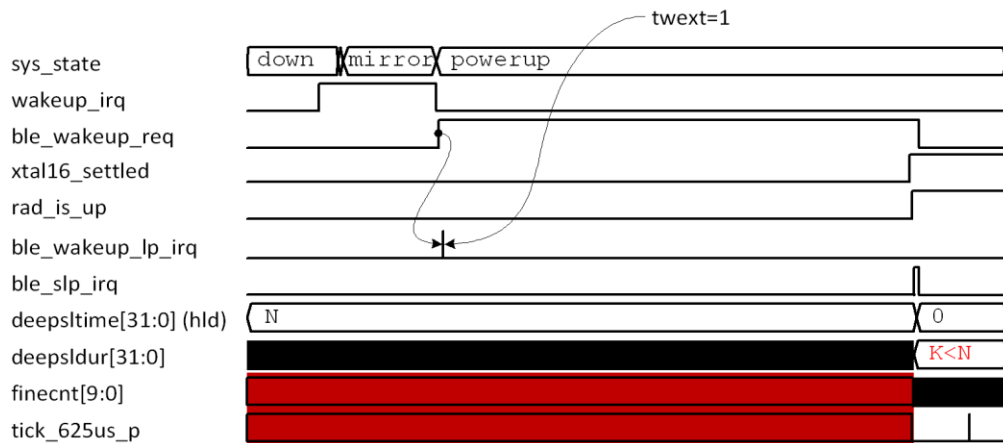 twext=1
sys_state down mirror powerup
wakeup_irq
ble_wakeup_req
xtal16_settled
rad_is_up
ble_wakeup_lp_irq
ble_slp_irq
deepsltime[31:0] (hld) N 0
deepsldur[31:0] K<N
finecnt[9:0]
tick_625us_p